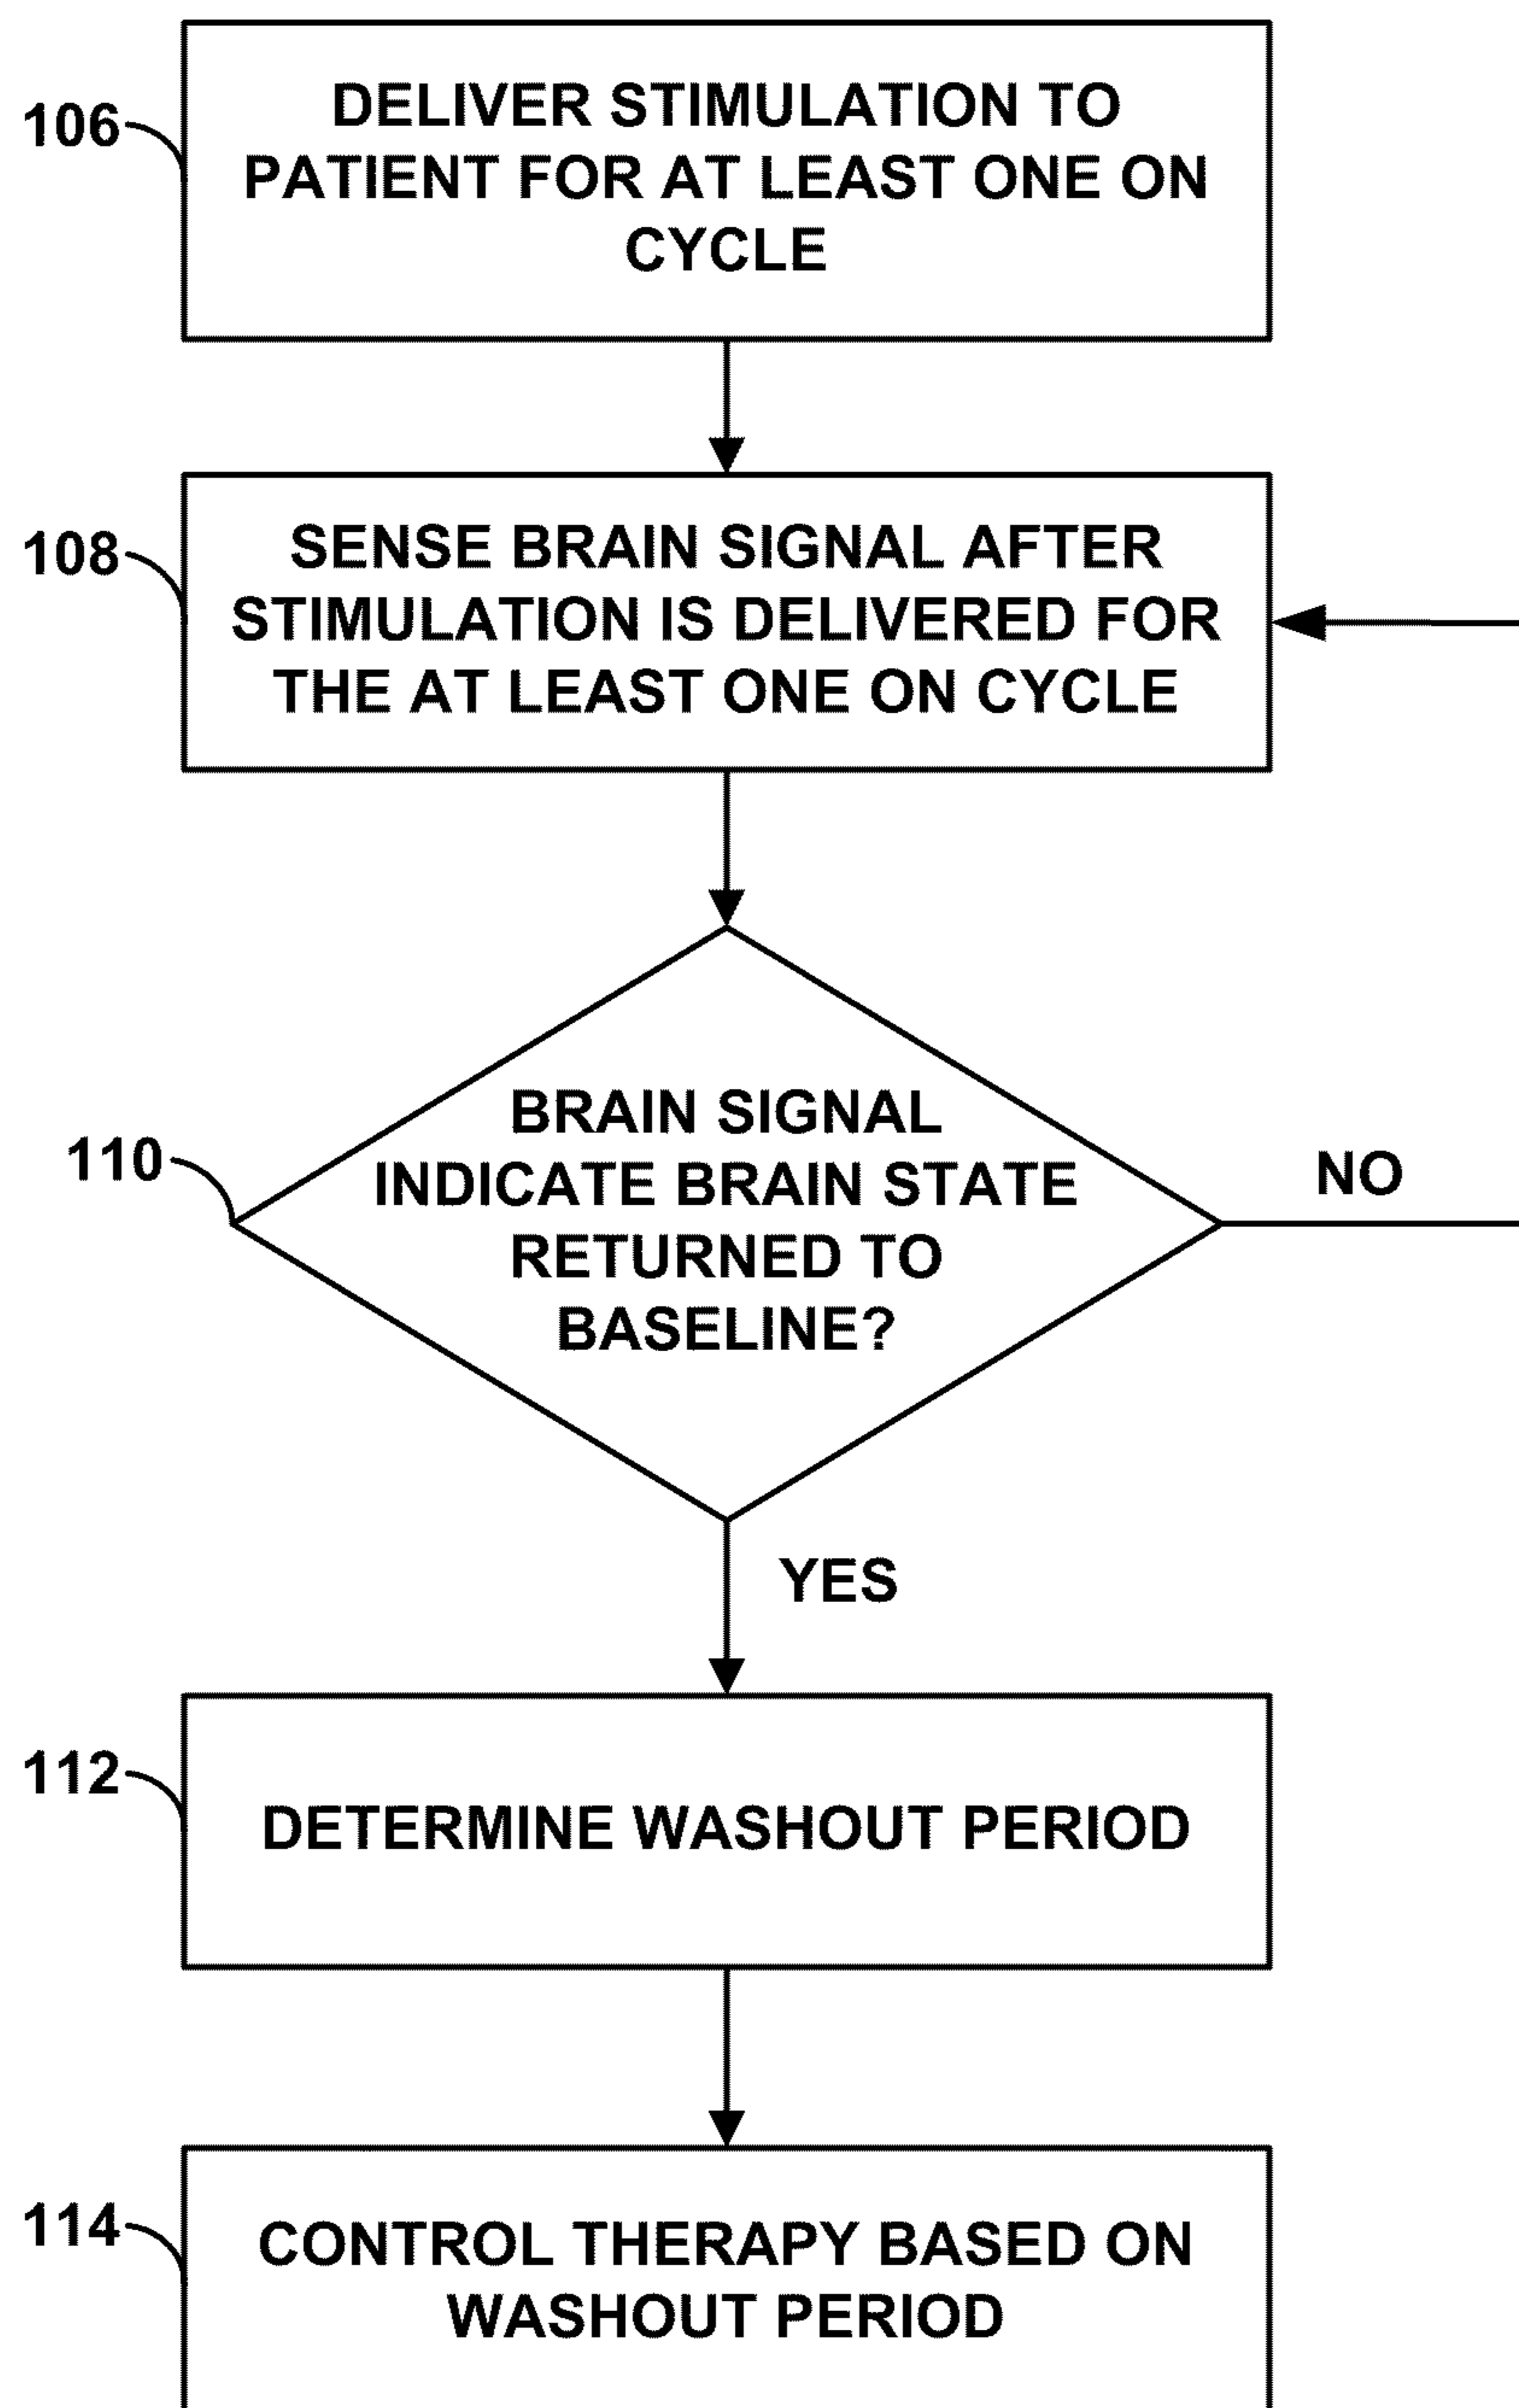 106
DELIVER STIMULATION TO
PATIENT FOR AT LEAST ONE ON
CYCLE
108
SENSE BRAIN SIGNAL AFTER
STIMULATION IS DELIVERED FOR
THE AT LEAST ONE ON CYCLE
110
BRAIN SIGNAL
INDICATE BRAIN STATE
RETURNED TO
BASELINE?
NO
YES
112
DETERMINE WASHOUT PERIOD
114
CONTROL THERAPY BASED ON
WASHOUT PERIOD